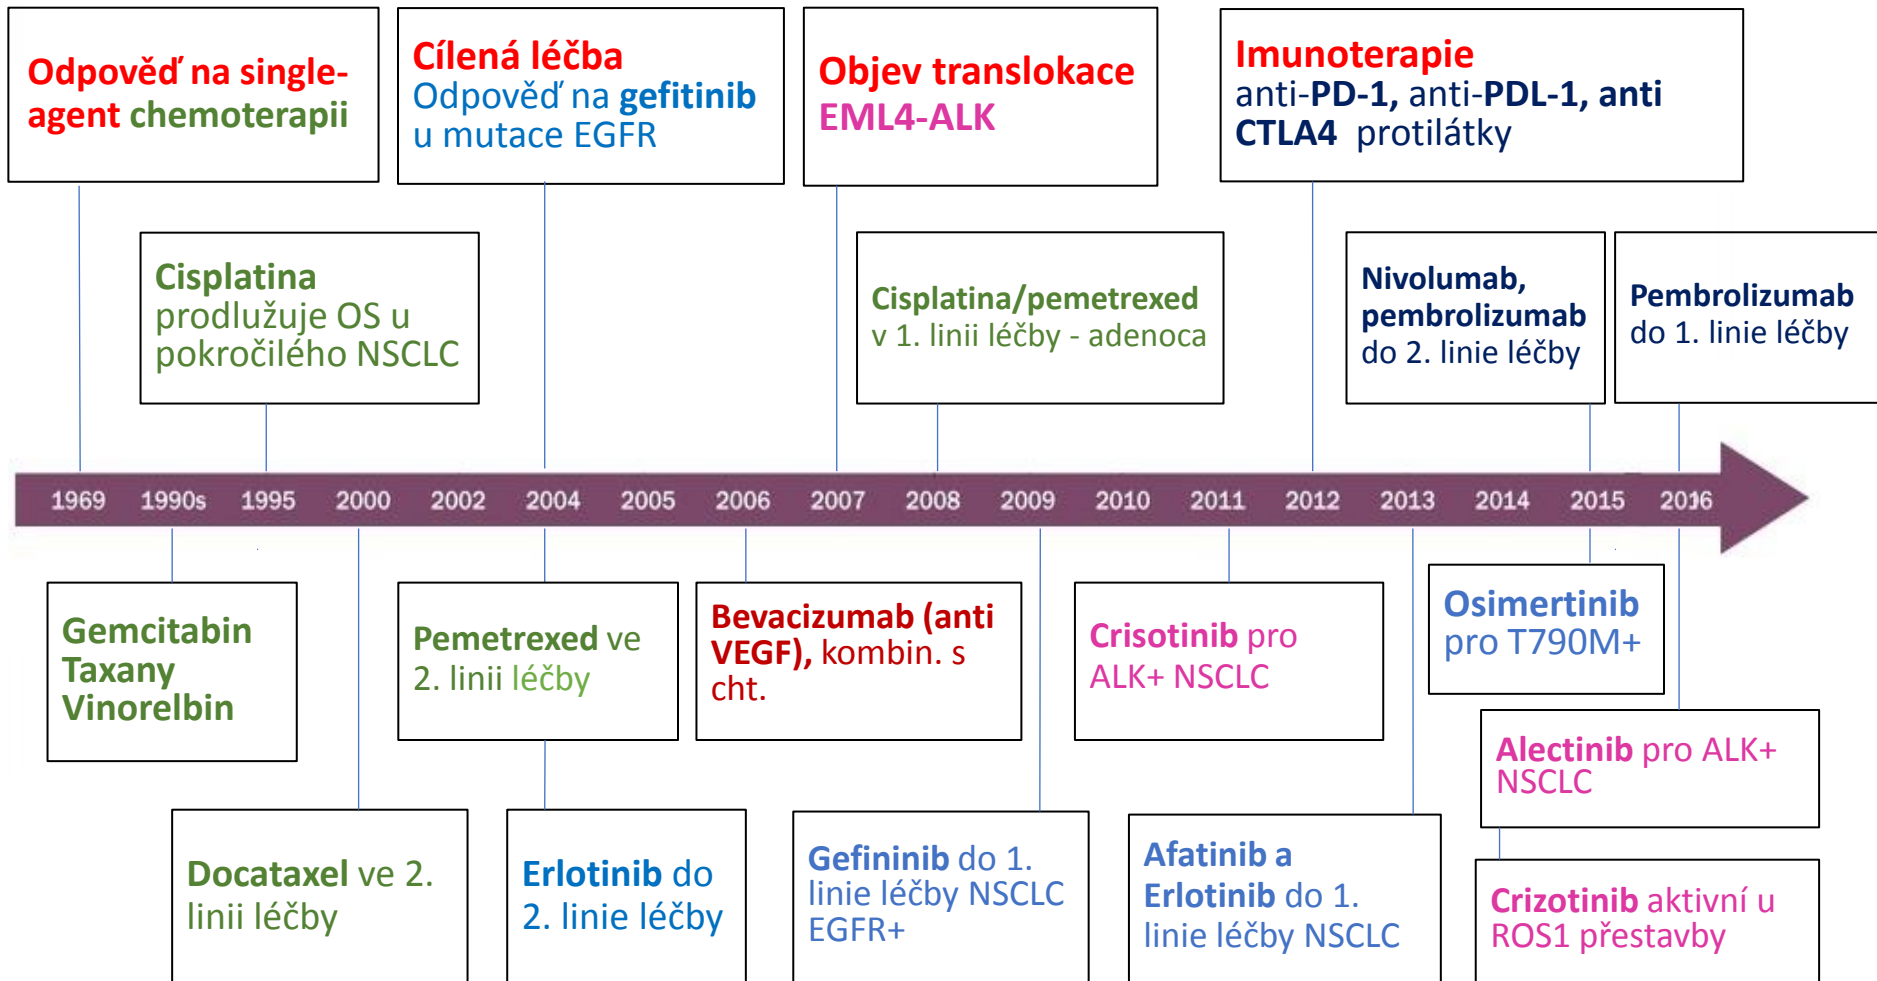 Odpověď na single-
agent chemoterapii
Cílená léčba
Odpověď na gefitinib
u mutace EGFR
Objev translokace
EML4-ALK
Imunoterapie
anti-PD-1, anti-PDL-1, anti
CTLA4 protilátky
Cisplatina
prodlužuje OS u
pokročilého NSCLC
Cisplatina/pemetrexed
v 1. linii léčby - adenoca
Nivolumab,
pembrolizumab
do 2. linie léčby
Pembrolizumab
do 1. linie léčby
1969 1990s 1995 2000 2002 2004 2005 2006 2007 2008 2009 2010 2011 2012 2013 2014 2015 2016
Gemcitabin
Taxany
Vinorelbin
Pemetrexed ve
2. linii léčby
Bevacizumab (anti
VEGF), kombin. s
cht.
Crisotinib pro
ALK+ NSCLC
Osimertinib
pro T790M+
Alectinib pro ALK+
NSCLC
Docataxel ve 2.
linii léčby
Erlotinib do
2. linie léčby
Gefininib do 1.
linie léčby NSCLC
EGFR+
Afatinib a
Erlotinib do 1.
linie léčby NSCLC
Crizotinib aktivní u
ROS1 přestavby